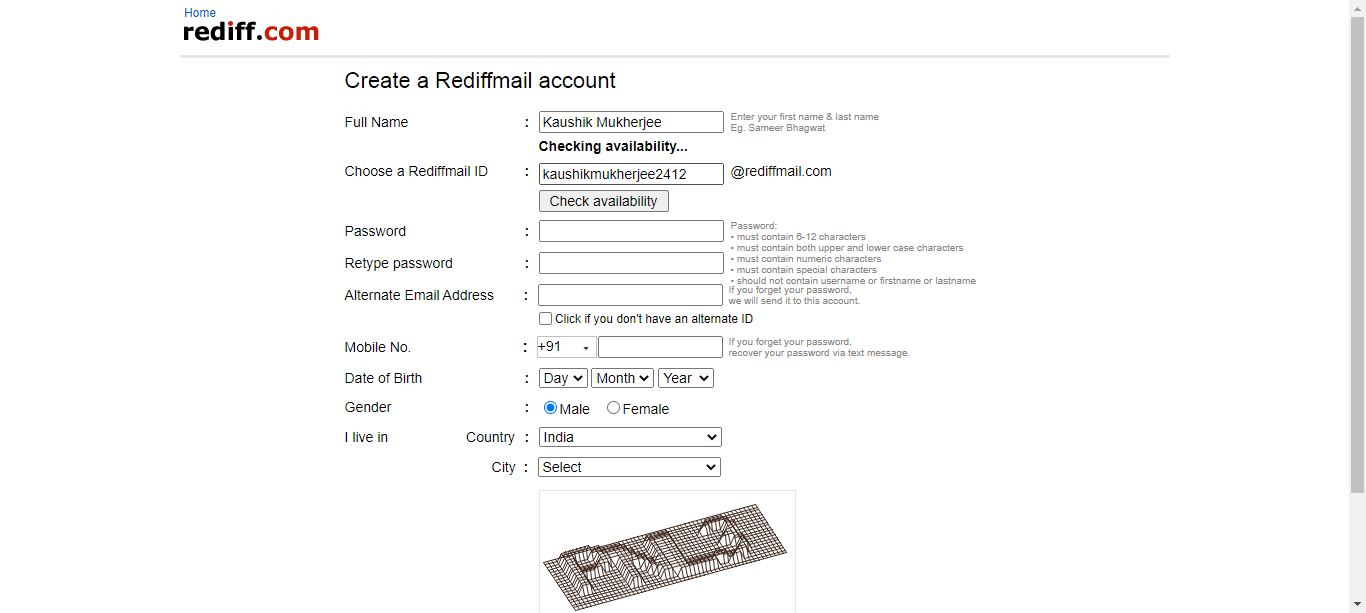 Home
rediff.com
Create a Rediffmail account
Full Name : Kaushik Mukherjee Enter your first name & last name
Eg. Sameer Bhagwat
Checking availability...
Choose a Rediffmail ID : kaushikmukherjee2412 @rediffmail.com
Check availability
Password : Password:
• must contain 6-12 characters
• must contain both upper and lower case characters
• must contain numeric characters
Retype password :
• must contain special characters
• should not contain username or firstname or lastname
Alternate Email Address : If you forget your password,
we will send it to this account.
Click if you don't have an alternate ID
Mobile No. : +91 If you forget your password,
recover your password via text message.
Date of Birth : Day Month Year
Gender : Male Female
I live in Country : India
City : Select